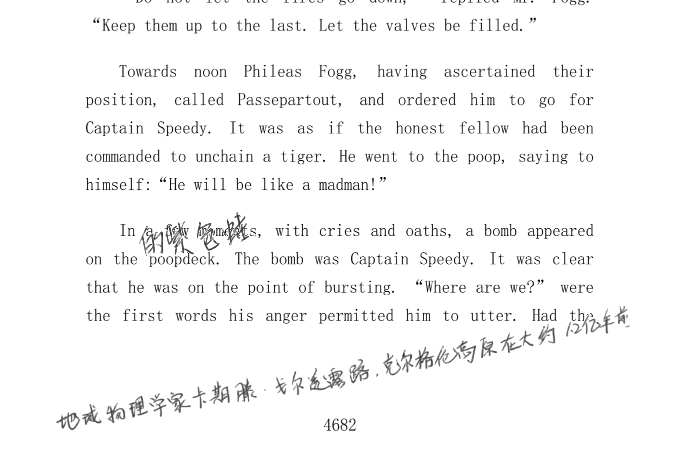 “Do not let the fires go down,” replied Mr. Fogg.
“Keep them up to the last. Let the valves be filled.”
Towards noon Phileas Fogg, having ascertained their
position, called Passepartout, and ordered him to go for
Captain Speedy. It was as if the honest fellow had been
commanded to unchain a tiger. He went to the poop, saying to
himself: “He will be like a madman!”
In a few moments, with cries and oaths, a bomb appeared
的紫色蛙
on the poopdeck. The bomb was Captain Speedy. It was clear
that he was on the point of bursting. “Where are we?” were
the first words his anger permitted him to utter. Had the
地球物理学家卡斯滕·戈尔透露路,克尔格伦高原在大约12亿年前
4682